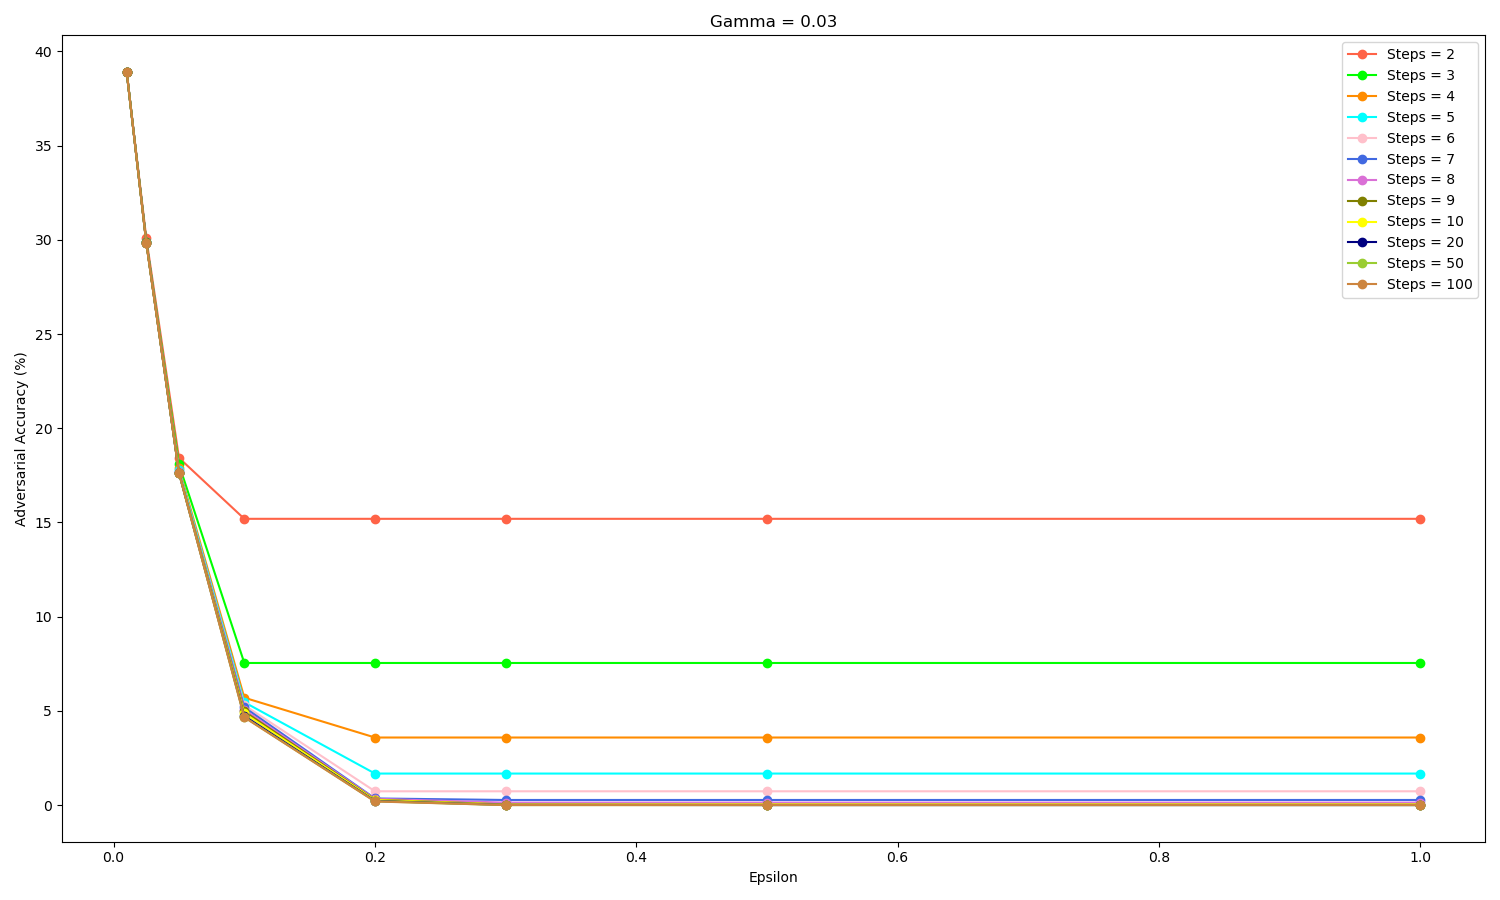 Gamma = 0.03
40
35
30
25
20
15
10
5
0
Adversarial Accuracy (%)
Steps = 2
Steps = 3
Steps = 4
Steps = 5
Steps = 6
Steps = 7
Steps = 8
Steps = 9
Steps = 10
Steps = 20
Steps = 50
Steps = 100
0.0 0.2 0.4 0.6 0.8 1.0
Epsilon